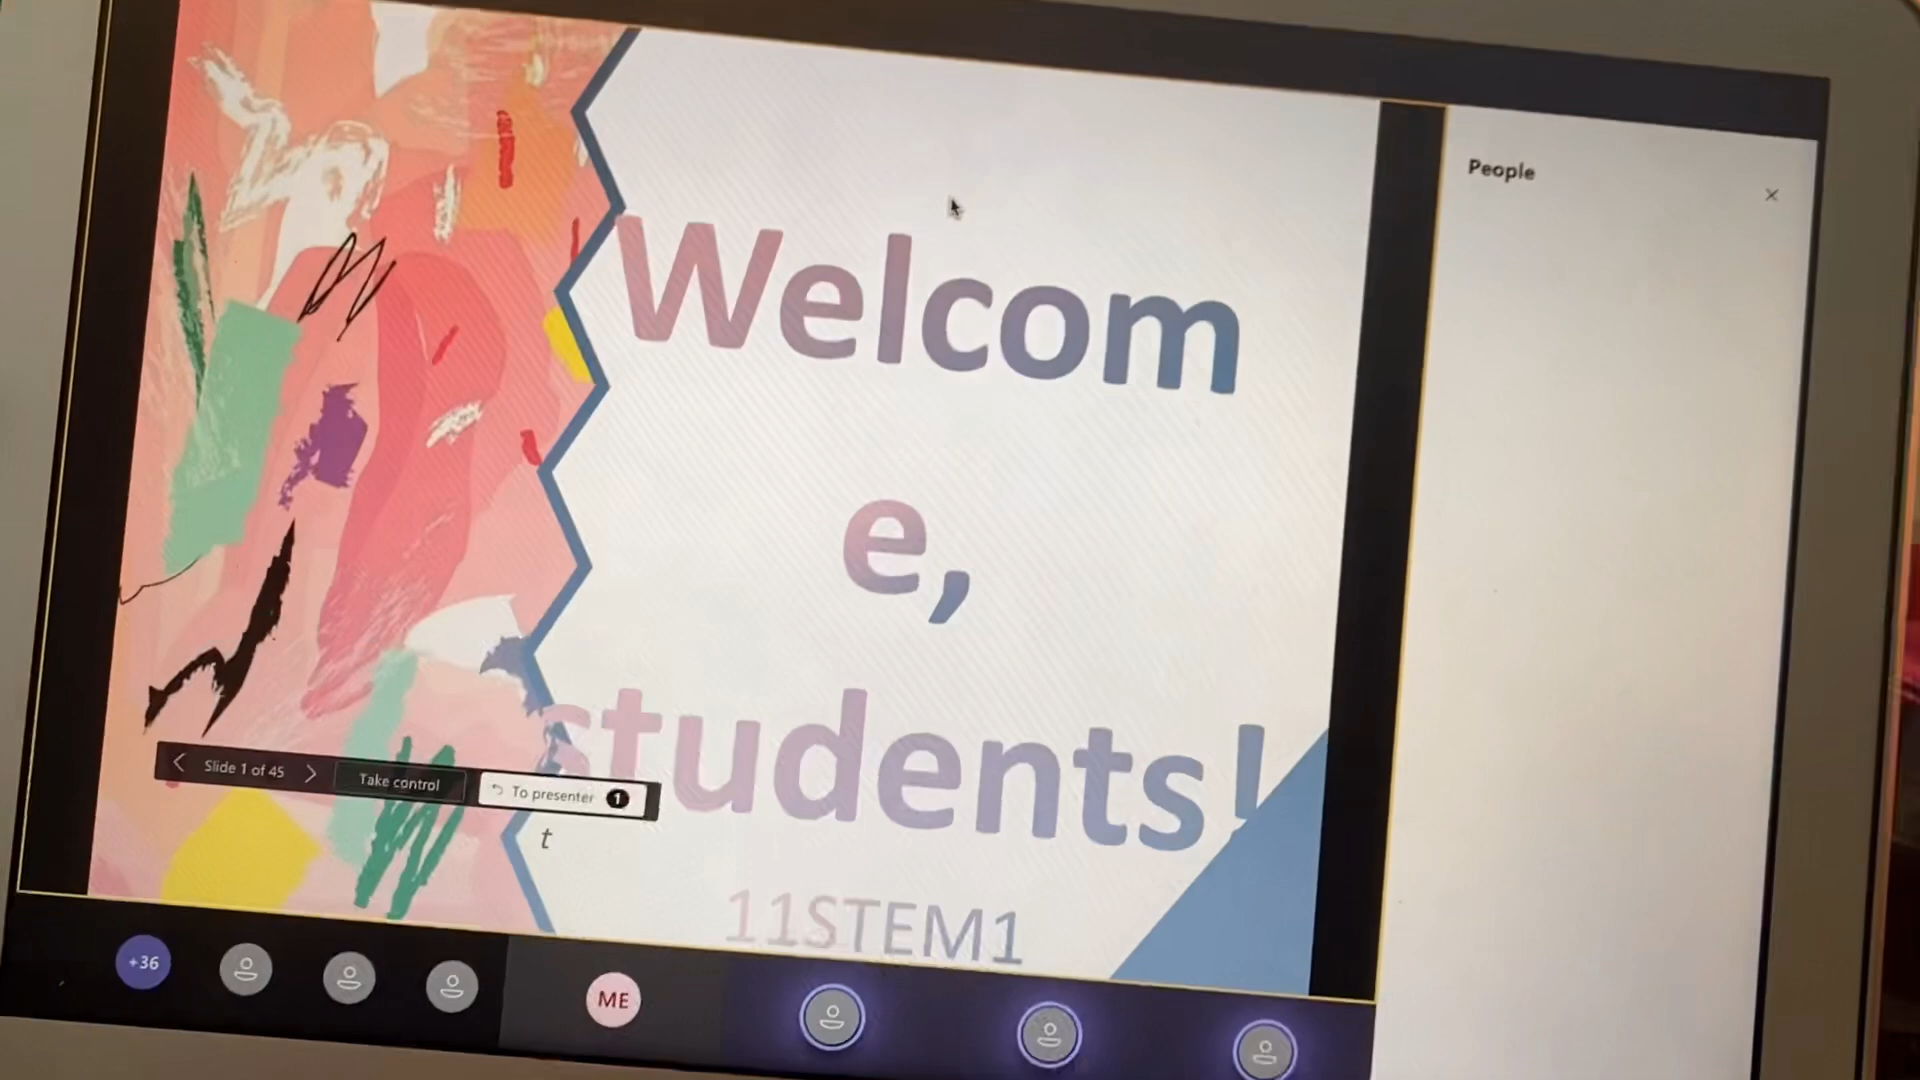 People
Welcom
e,
students!
Slide 1 of 45
Take control
To presenter 1
t
11STEM1
+36
ME